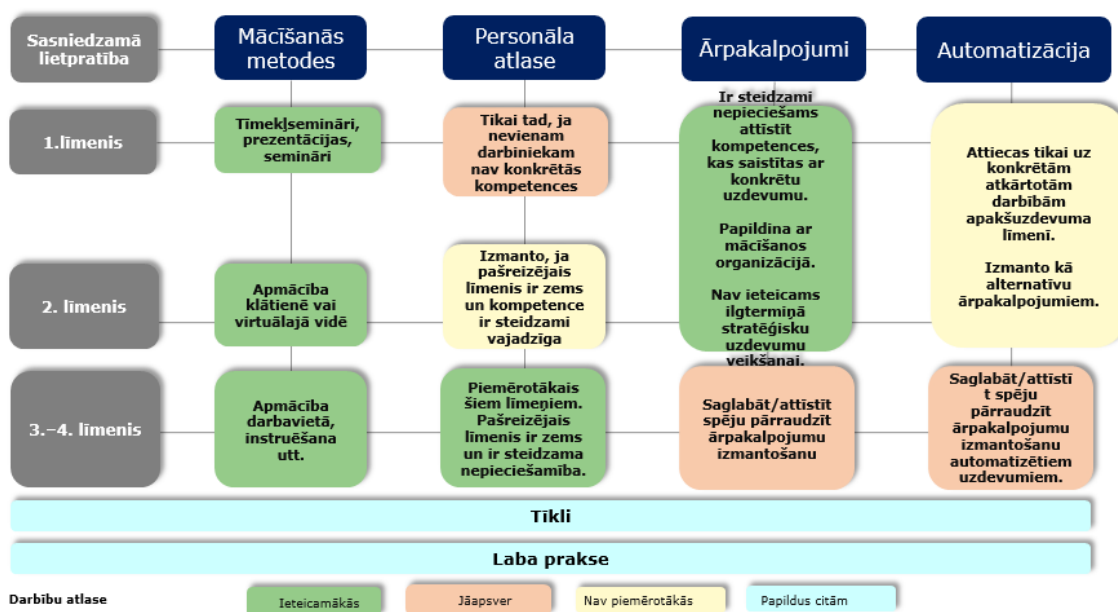 Sasniedzamā
lietpratība
Mācīšanās
metodes
Personāla
atlase
Ārpakalpojumi
Automatizācija
1.līmenis
Tīmekļsemināri,
prezentācijas,
semināri
Tikai tad, ja
nevienam
darbiniekam
nav konkrētās
kompetences
Ir steidzami
nepieciešams
attīstīt
kompetences,
kas saistītas ar
konkrētu
uzdevumu.
Papildina ar
mācīšanos
organizācijā.
Nav ieteicams
ilgtermiņā
stratēģisku
uzdevumu
veikšanai.
Attiecas tikai uz
konkrētām
atkārtotām
darbībām
apakšuzdevuma
līmenī.
Izmanto kā
alternatīvu
ārpakalpojumiem.
2. līmenis
Apmācība
klātienē vai
virtuālajā vidē
Izmanto, ja
pašreizējais
līmenis ir zems
un kompetence
ir steidzami
vajadzīga
3.–4. līmenis
Apmācība
darbavietā,
instruēšana
utt.
Piemērotākais
šiem līmeņiem.
Pašreizējais
līmenis ir zems
un ir steidzama
nepieciešamība.
Saglabāt/attīstīt
spēju pārraudzīt
ārpakalpojumu
izmantošanu
Saglabāt/attīstī
t spēju
pārraudzīt
ārpakalpojumu
izmantošanu
automatizētiem
uzdevumiem.
Tīkli
Laba prakse
Darbību atlase
Ieteicamākās
Jāapsver
Nav piemērotākās
Papildus citām